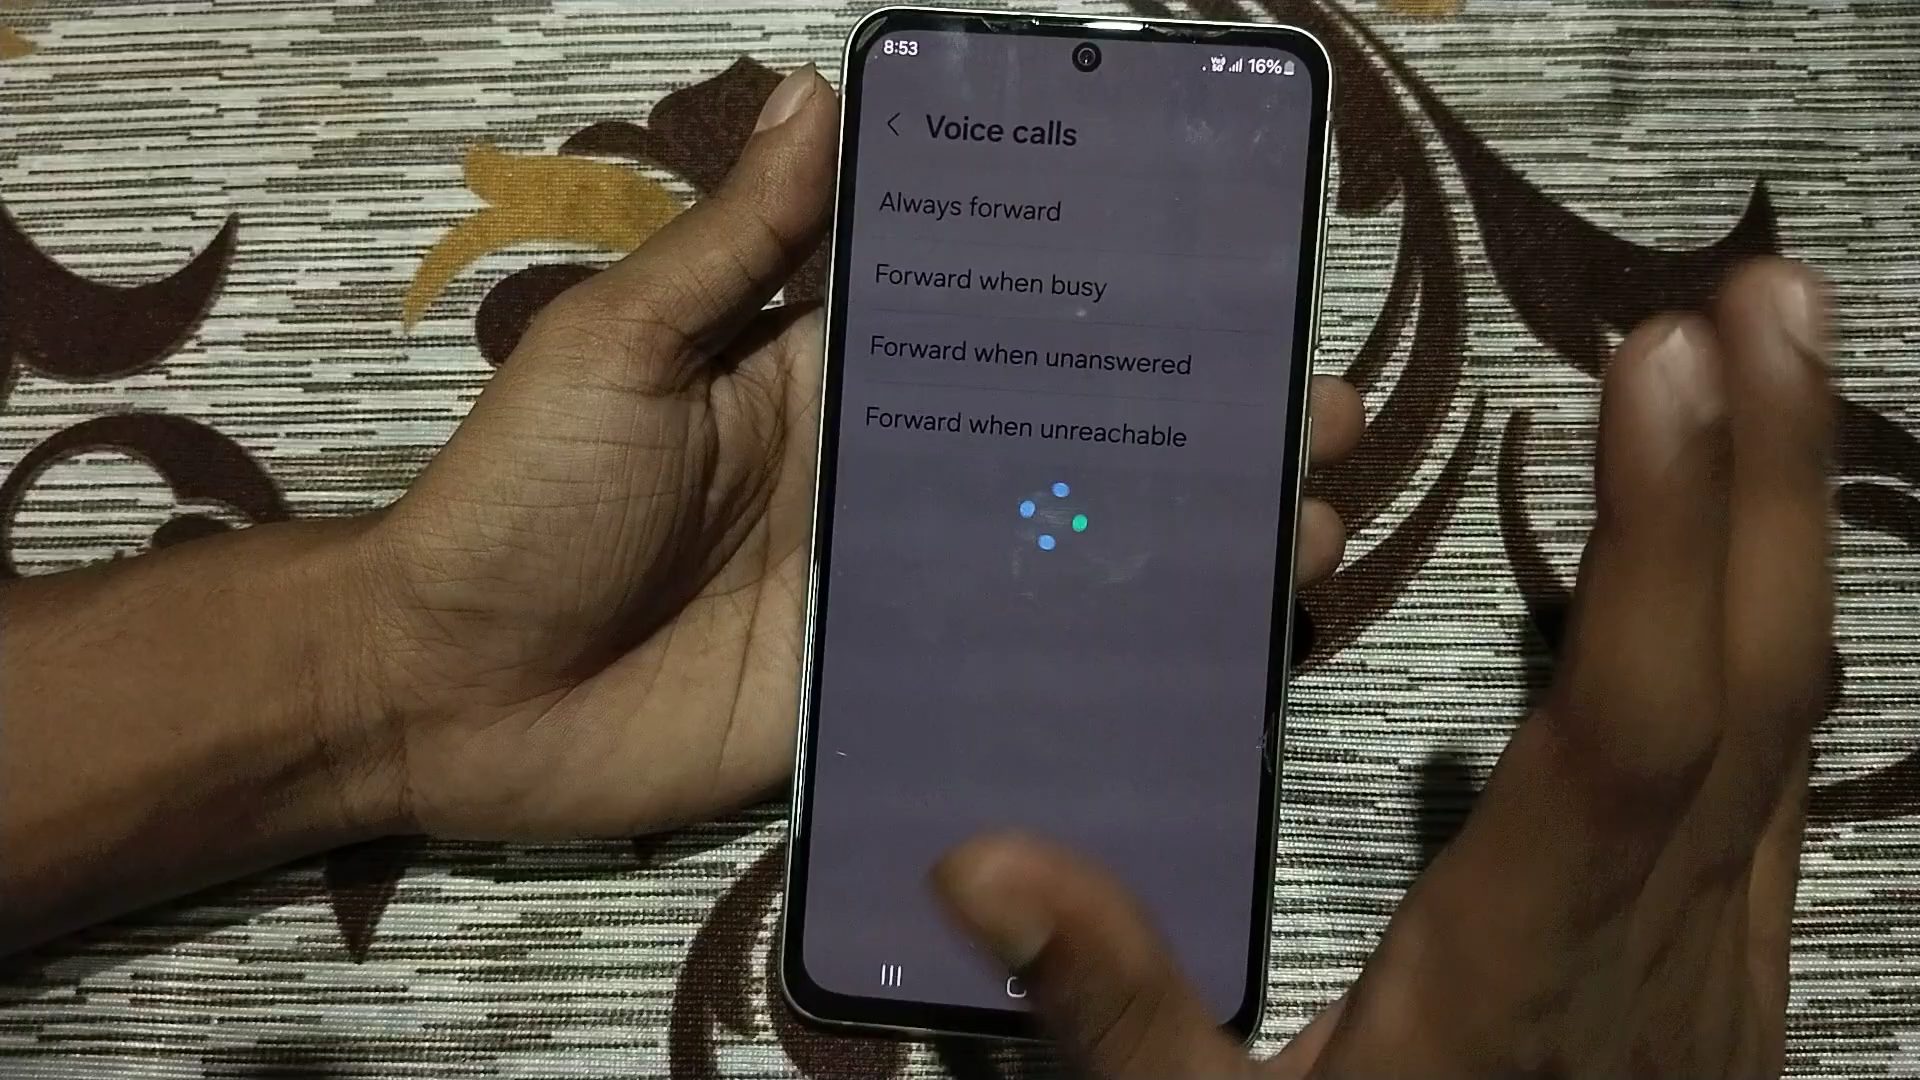 8:53
16%
Voice calls
Always forward
Forward when busy
Forward when unanswered
Forward when unreachable